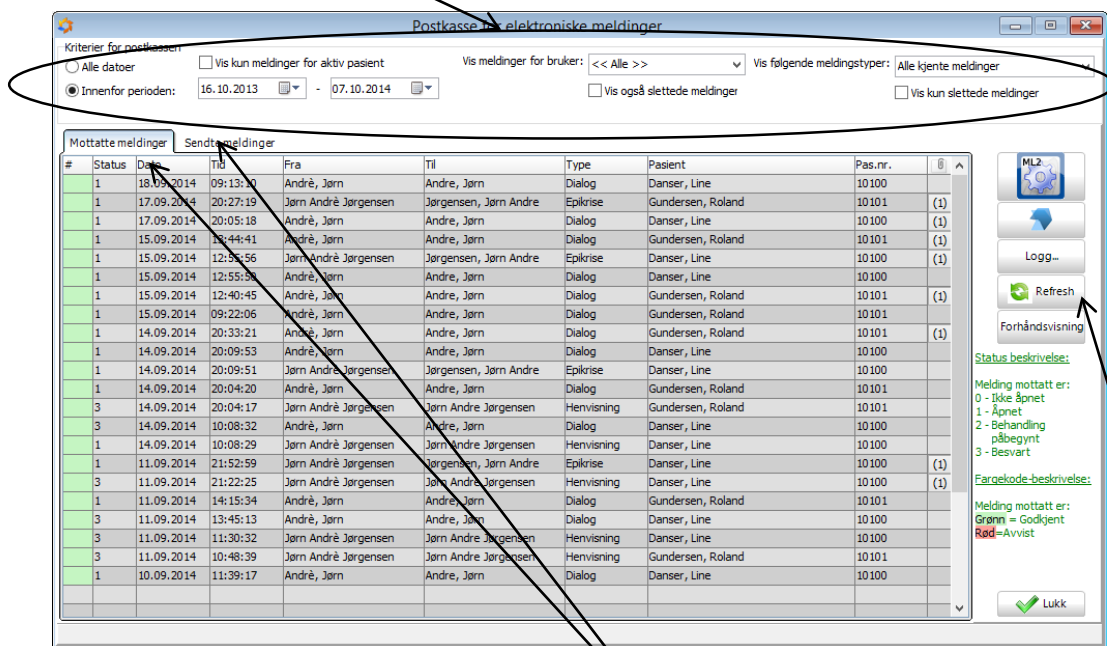 Postkasse for elektroniske meldinger
Kriterier for postkassen
Alle datoer Vis kun meldinger for aktiv pasient Vis meldinger for bruker: << Alle >> Vis følgende meldingstyper: Alle kjente meldinger
Innenfor perioden: 16.10.2013 - 07.10.2014 Vis også slettede meldinger Vis kun slettede meldinger
Mottatte meldinger Sendte meldinger
# Status Dato Tid Fra Til Type Pasient Pas.nr.
1 18.09.2014 09:13:10 Andrè, Jørn Andre, Jørn Dialog Danser, Line 10100
1 17.09.2014 20:27:19 Jørn Andrè Jørgensen Jørgensen, Jørn Andre Epikrise Gundersen, Roland 10101 (1)
1 17.09.2014 20:05:18 Andrè, Jørn Andre, Jørn Dialog Danser, Line 10100 (1)
1 15.09.2014 13:44:41 Andrè, Jørn Andre, Jørn Dialog Gundersen, Roland 10101 (1)
1 15.09.2014 12:55:56 Jørn Andrè Jørgensen Jørgensen, Jørn Andre Epikrise Danser, Line 10100 (1)
1 15.09.2014 12:55:50 Andrè, Jørn Andre, Jørn Dialog Danser, Line 10100
1 15.09.2014 12:40:45 Andrè, Jørn Andre, Jørn Dialog Gundersen, Roland 10101 (1)
1 15.09.2014 09:22:06 Andrè, Jørn Andre, Jørn Dialog Gundersen, Roland 10101
1 14.09.2014 20:33:21 Andrè, Jørn Andre, Jørn Dialog Gundersen, Roland 10101 (1)
1 14.09.2014 20:09:53 Andrè, Jørn Andre, Jørn Dialog Danser, Line 10100
1 14.09.2014 20:09:51 Jørn Andrè Jørgensen Jørgensen, Jørn Andre Epikrise Danser, Line 10100
1 14.09.2014 20:04:20 Andrè, Jørn Andre, Jørn Dialog Gundersen, Roland 10101
3 14.09.2014 20:04:17 Jørn Andrè Jørgensen Jørn Andre Jørgensen Henvisning Gundersen, Roland 10101
3 14.09.2014 10:08:32 Andrè, Jørn Andre, Jørn Dialog Danser, Line 10100
1 14.09.2014 10:08:29 Jørn Andrè Jørgensen Jørn Andre Jørgensen Henvisning Danser, Line 10100
1 11.09.2014 21:52:59 Jørn Andrè Jørgensen Jørgensen, Jørn Andre Epikrise Danser, Line 10100 (1)
3 11.09.2014 21:22:25 Jørn Andrè Jørgensen Jørn Andre Jørgensen Henvisning Danser, Line 10100 (1)
1 11.09.2014 14:15:34 Andrè, Jørn Andre, Jørn Dialog Gundersen, Roland 10101
3 11.09.2014 13:45:13 Andrè, Jørn Andre, Jørn Dialog Danser, Line 10100
3 11.09.2014 11:30:32 Jørn Andrè Jørgensen Jørn Andre Jørgensen Henvisning Danser, Line 10100
3 11.09.2014 10:48:39 Jørn Andrè Jørgensen Jørn Andre Jørgensen Henvisning Gundersen, Roland 10101
1 10.09.2014 11:39:17 Andrè, Jørn Andre, Jørn Dialog Danser, Line 10100
ML2
Logg...
Refresh
Forhåndsvisning
Status beskrivelse:
Melding mottatt er:
0 - Ikke åpnet
1 - Åpnet
2 - Behandling
påbegynt
3 - Besvart
Fargekode-beskrivelse:
Melding mottatt er:
Grønn = Godkjent
Rød=Avvist
Lukk